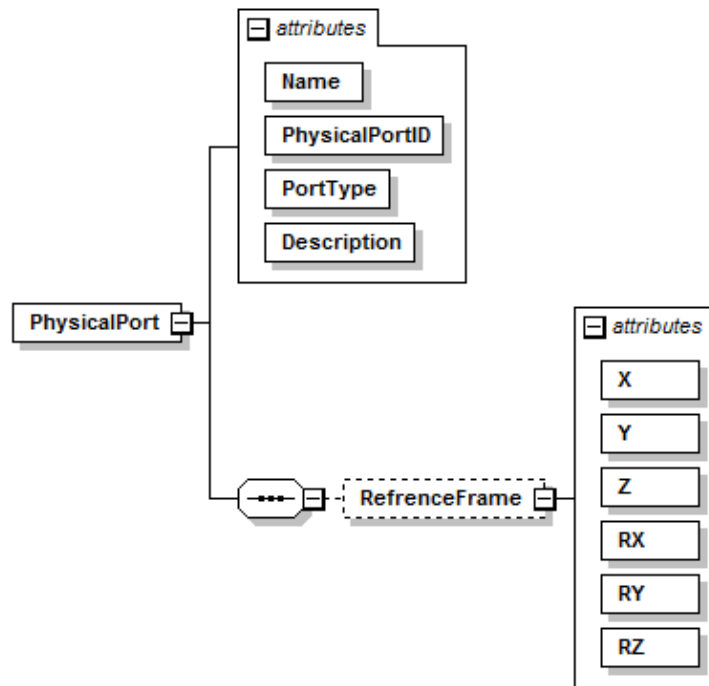 attributes
Name
PhysicalPortID
PortType
Description
PhysicalPort
RefrenceFrame
attributes
X
Y
Z
RX
RY
RZ